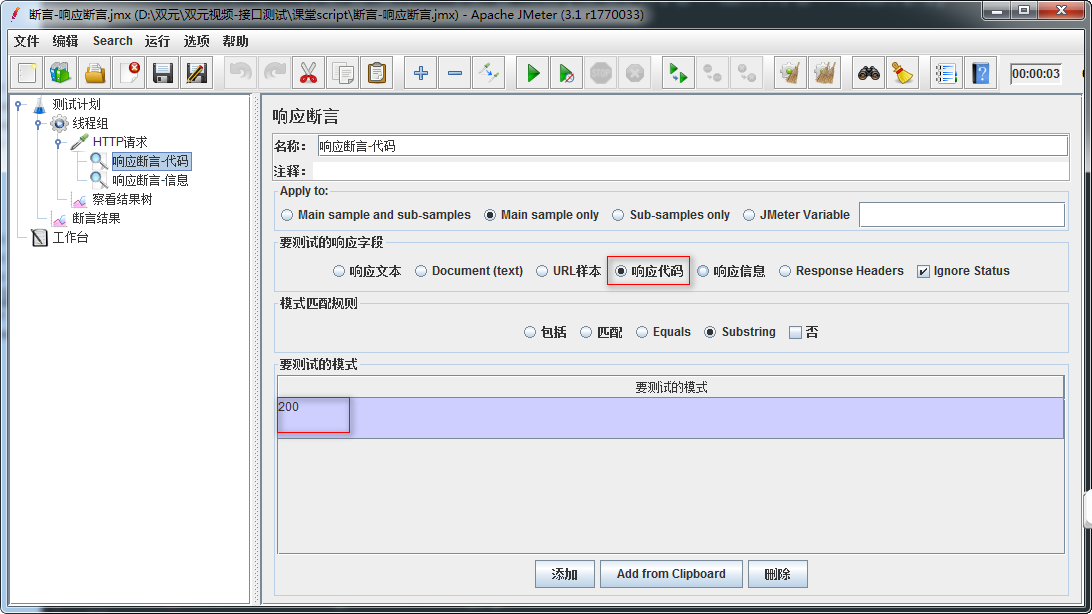 断言-响应断言.jmx (D:\双元\双元视频-接口测试\课堂script\断言-响应断言.jmx) - Apache JMeter (3.1 r1770033)
文件 编辑 Search 运行 选项 帮助
STOP 00:00:03
测试计划
线程组
HTTP请求
响应断言-代码
响应断言-信息
察看结果树
断言结果
工作台
响应断言
名称： 响应断言-代码
注释：
Apply to:
Main sample and sub-samples Main sample only Sub-samples only JMeter Variable
要测试的响应字段
响应文本 Document (text) URL样本 响应代码 响应信息 Response Headers Ignore Status
模式匹配规则
包括 匹配 Equals Substring 否
要测试的模式
要测试的模式
200
添加 Add from Clipboard 删除